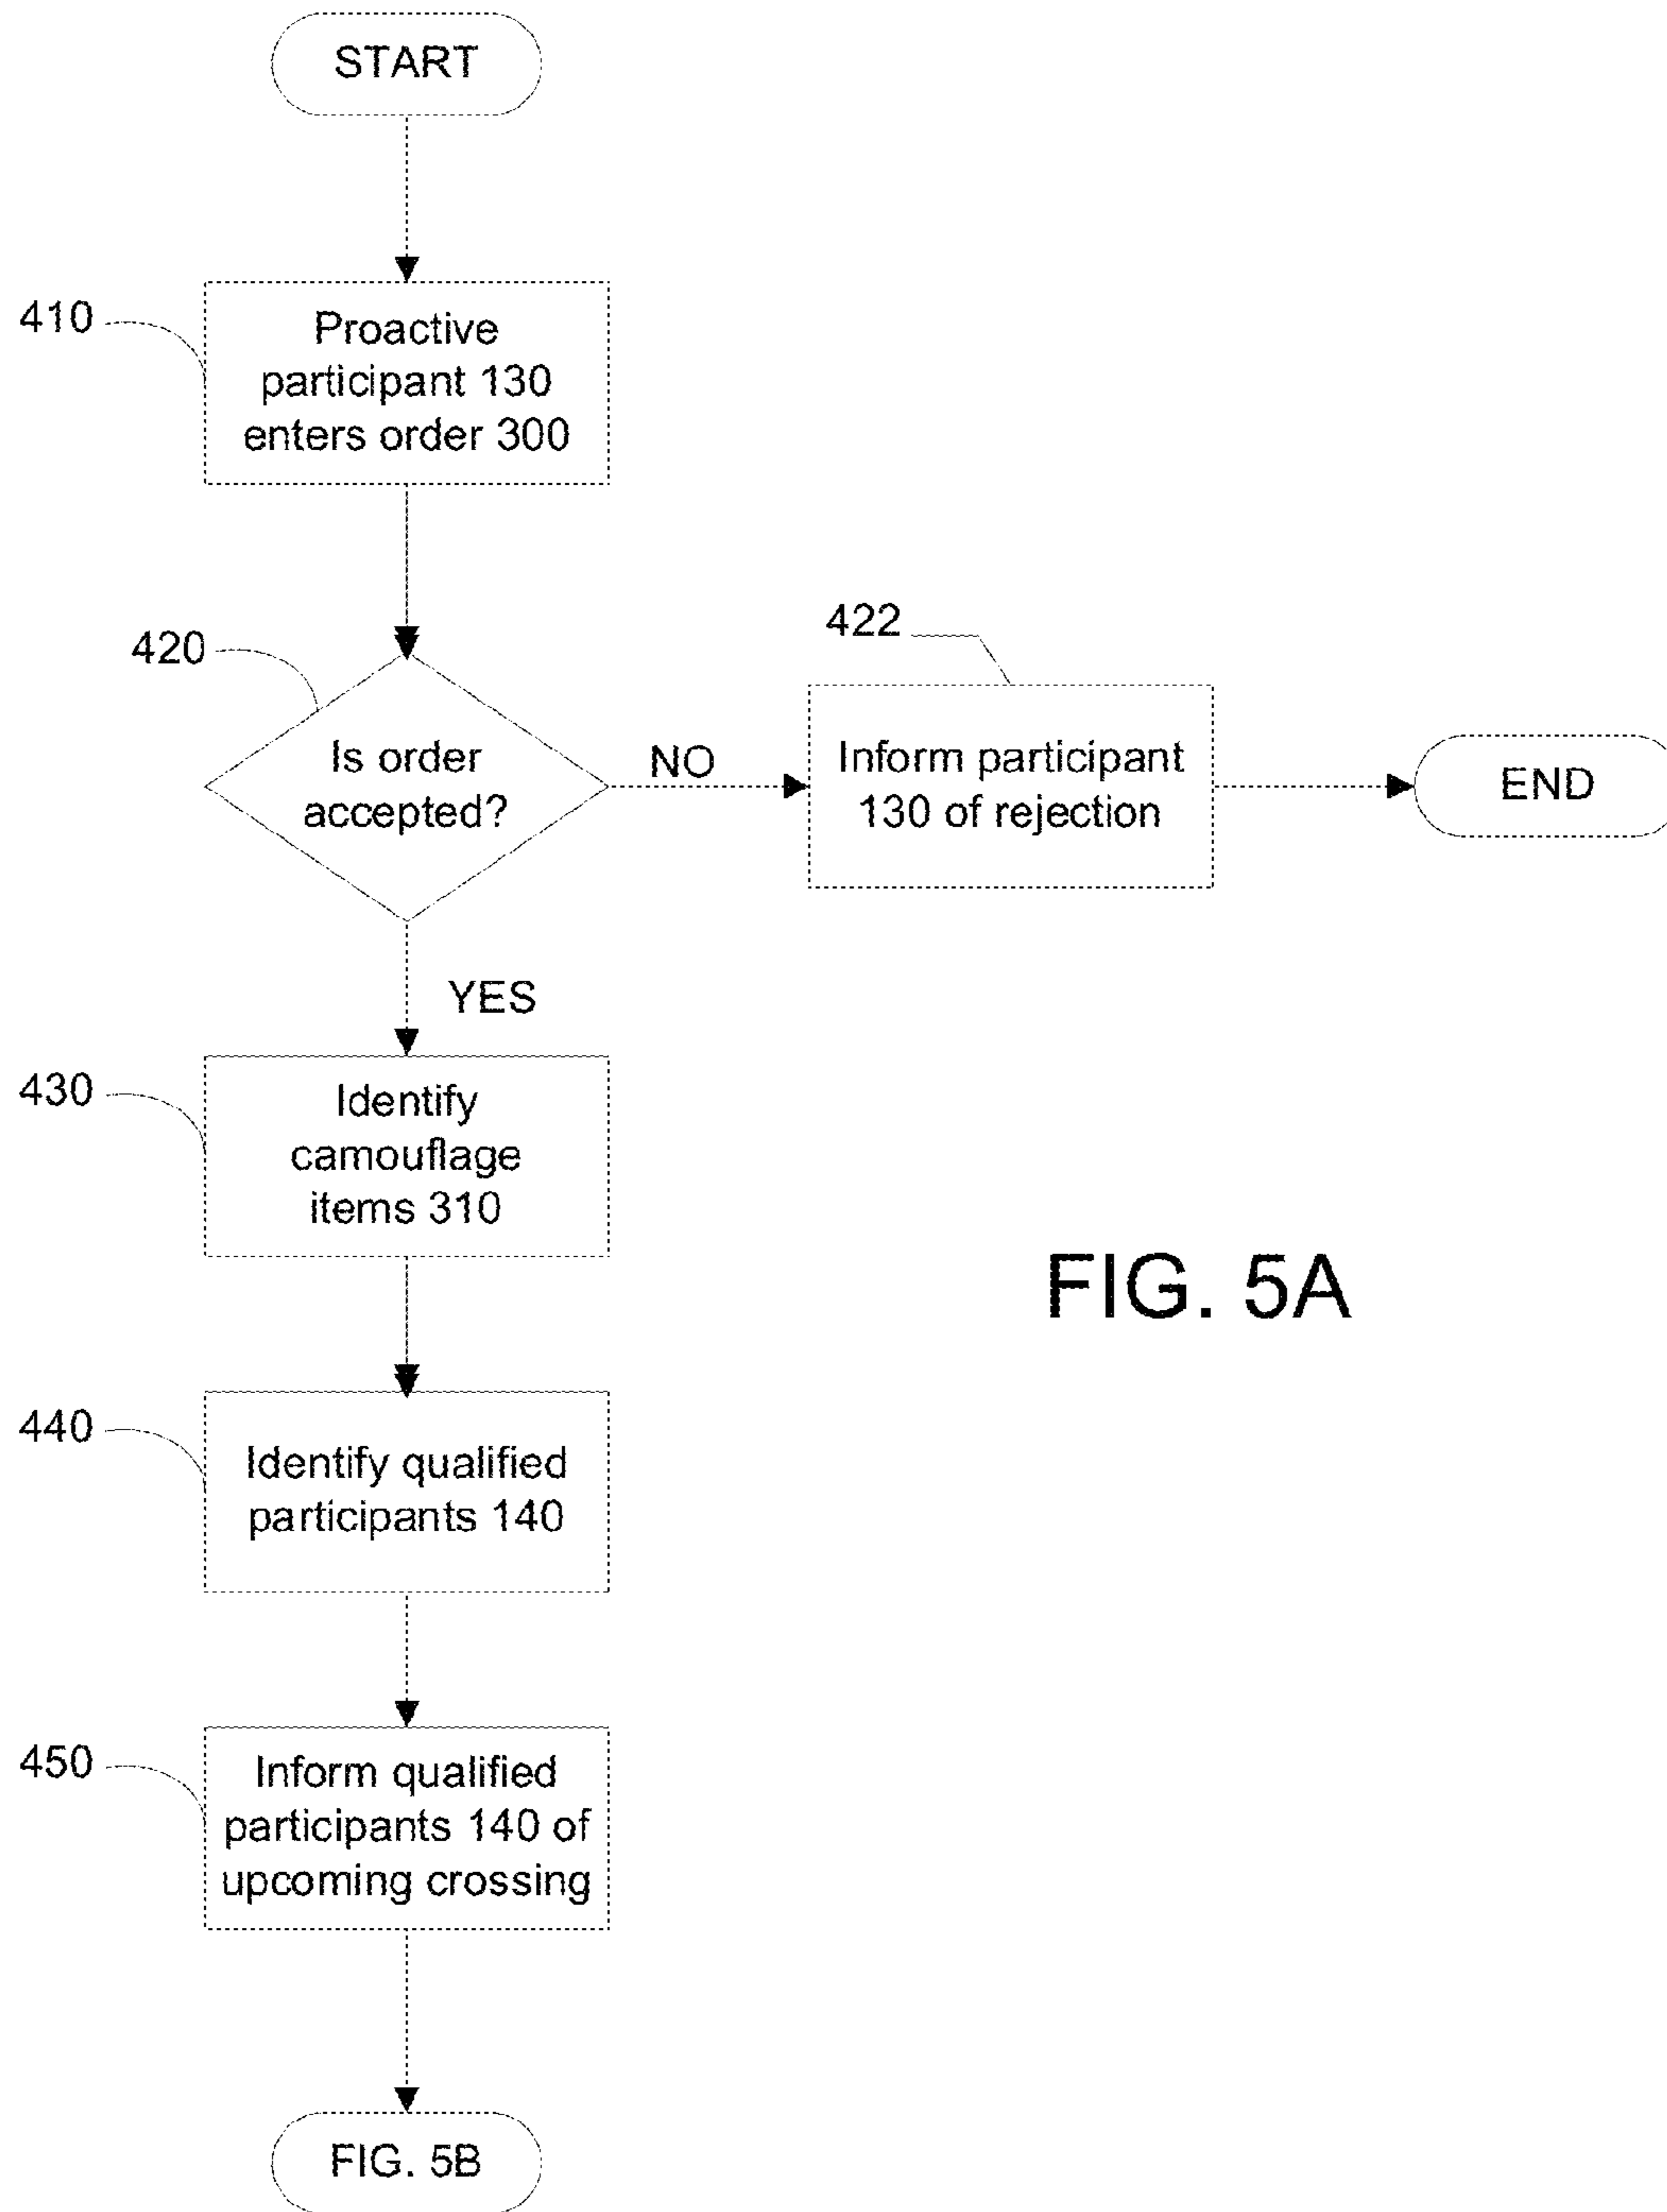 START
410
Proactive
participant 130
enters order 300
420
Is order
accepted?
NO
422
Inform participant
130 of rejection
END
YES
430
Identify
camouflage
items 310
440
Identify qualified
participants 140
450
Inform qualified
participants 140 of
upcoming crossing
FIG. 5B
FIG. 5A